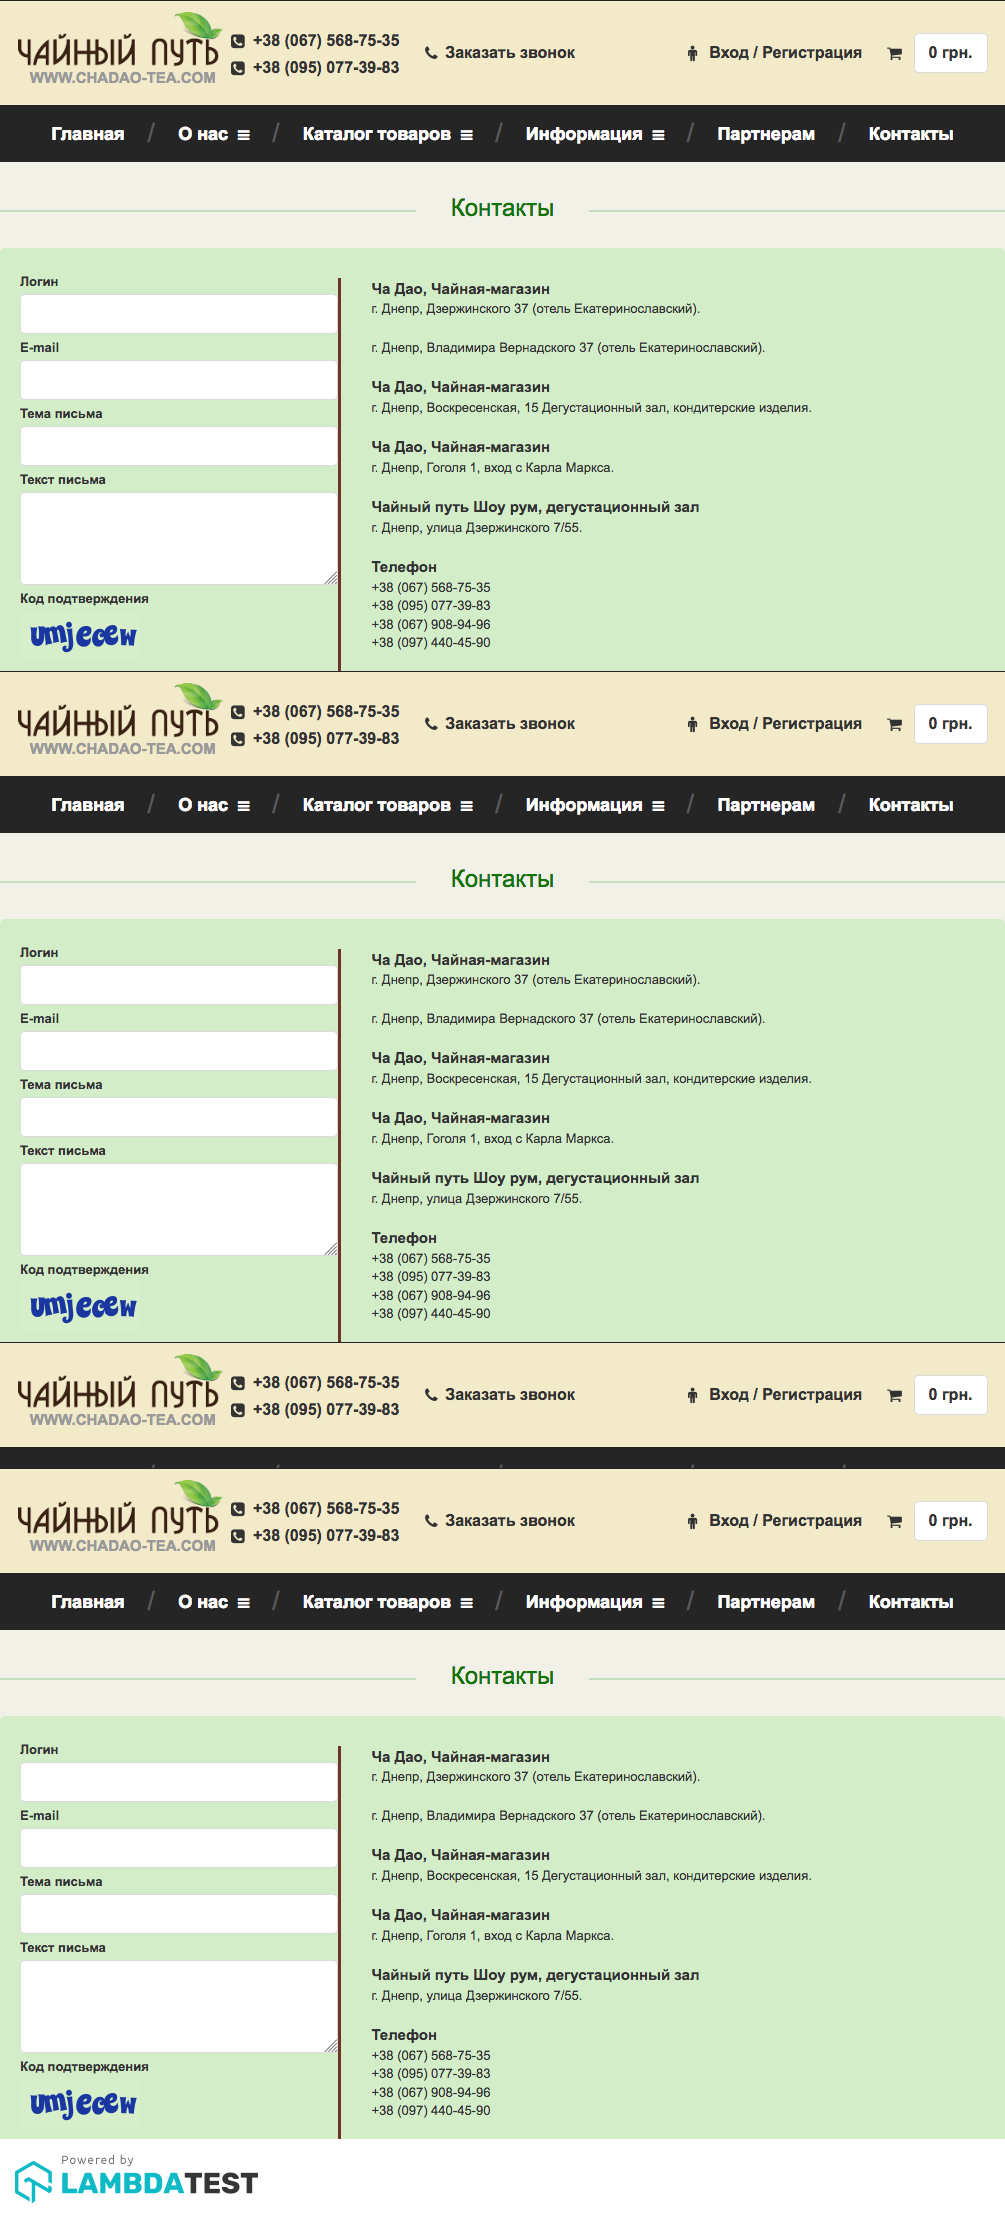 ЧАЙНЫЙ ПУТЬ
WWW.CHADAO-TEA.COM
+38 (067) 568-75-35
+38 (095) 077-39-83
Заказать звонок
Вход / Регистрация
0 грн.
Главная / О нас / Каталог товаров / Информация / Партнерам / Контакты
Контакты
Логин
E-mail
Тема письма
Текст письма
Код подтверждения
umjecew
Ча Дао, Чайная-магазин
г. Днепр, Дзержинского 37 (отель Екатеринославский).
г. Днепр, Владимира Вернадского 37 (отель Екатеринославский).
Ча Дао, Чайная-магазин
г. Днепр, Воскресенская, 15 Дегустационный зал, кондитерские изделия.
Ча Дао, Чайная-магазин
г. Днепр, Гоголя 1, вход с Карла Маркса.
Чайный путь Шоу рум, дегустационный зал
г. Днепр, улица Дзержинского 7/55.
Телефон
+38 (067) 568-75-35
+38 (095) 077-39-83
+38 (067) 908-94-96
+38 (097) 440-45-90
ЧАЙНЫЙ ПУТЬ
WWW.CHADAO-TEA.COM
+38 (067) 568-75-35
+38 (095) 077-39-83
Заказать звонок
Вход / Регистрация
0 грн.
Главная / О нас / Каталог товаров / Информация / Партнерам / Контакты
Контакты
Логин
E-mail
Тема письма
Текст письма
Код подтверждения
umjecew
Ча Дао, Чайная-магазин
г. Днепр, Дзержинского 37 (отель Екатеринославский).
г. Днепр, Владимира Вернадского 37 (отель Екатеринославский).
Ча Дао, Чайная-магазин
г. Днепр, Воскресенская, 15 Дегустационный зал, кондитерские изделия.
Ча Дао, Чайная-магазин
г. Днепр, Гоголя 1, вход с Карла Маркса.
Чайный путь Шоу рум, дегустационный зал
г. Днепр, улица Дзержинского 7/55.
Телефон
+38 (067) 568-75-35
+38 (095) 077-39-83
+38 (067) 908-94-96
+38 (097) 440-45-90
ЧАЙНЫЙ ПУТЬ
WWW.CHADAO-TEA.COM
+38 (067) 568-75-35
+38 (095) 077-39-83
Заказать звонок
Вход / Регистрация
0 грн.
ЧАЙНЫЙ ПУТЬ
WWW.CHADAO-TEA.COM
+38 (067) 568-75-35
+38 (095) 077-39-83
Заказать звонок
Вход / Регистрация
0 грн.
Главная / О нас / Каталог товаров / Информация / Партнерам / Контакты
Контакты
Логин
E-mail
Тема письма
Текст письма
Код подтверждения
umjecew
Ча Дао, Чайная-магазин
г. Днепр, Дзержинского 37 (отель Екатеринославский).
г. Днепр, Владимира Вернадского 37 (отель Екатеринославский).
Ча Дао, Чайная-магазин
г. Днепр, Воскресенская, 15 Дегустационный зал, кондитерские изделия.
Ча Дао, Чайная-магазин
г. Днепр, Гоголя 1, вход с Карла Маркса.
Чайный путь Шоу рум, дегустационный зал
г. Днепр, улица Дзержинского 7/55.
Телефон
+38 (067) 568-75-35
+38 (095) 077-39-83
+38 (067) 908-94-96
+38 (097) 440-45-90
Powered by
LAMBDATEST